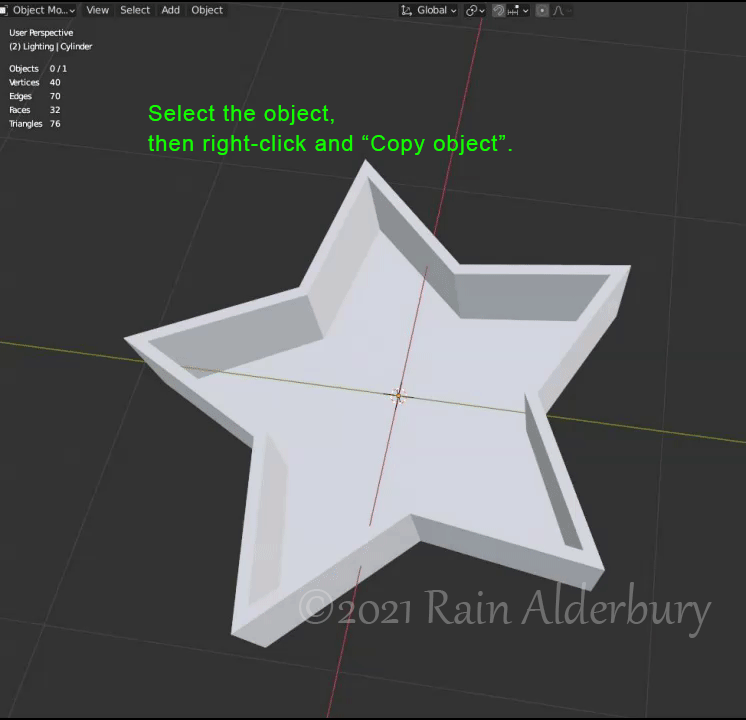 Object Mo... View Select Add Object Global
User Perspective
(2) Lighting | Cylinder
Objects 0 / 1
Vertices 40
Edges 70
Faces 32
Triangles 76
Select the object,
then right-click and “Copy object”.
©2021 Rain Alderbury